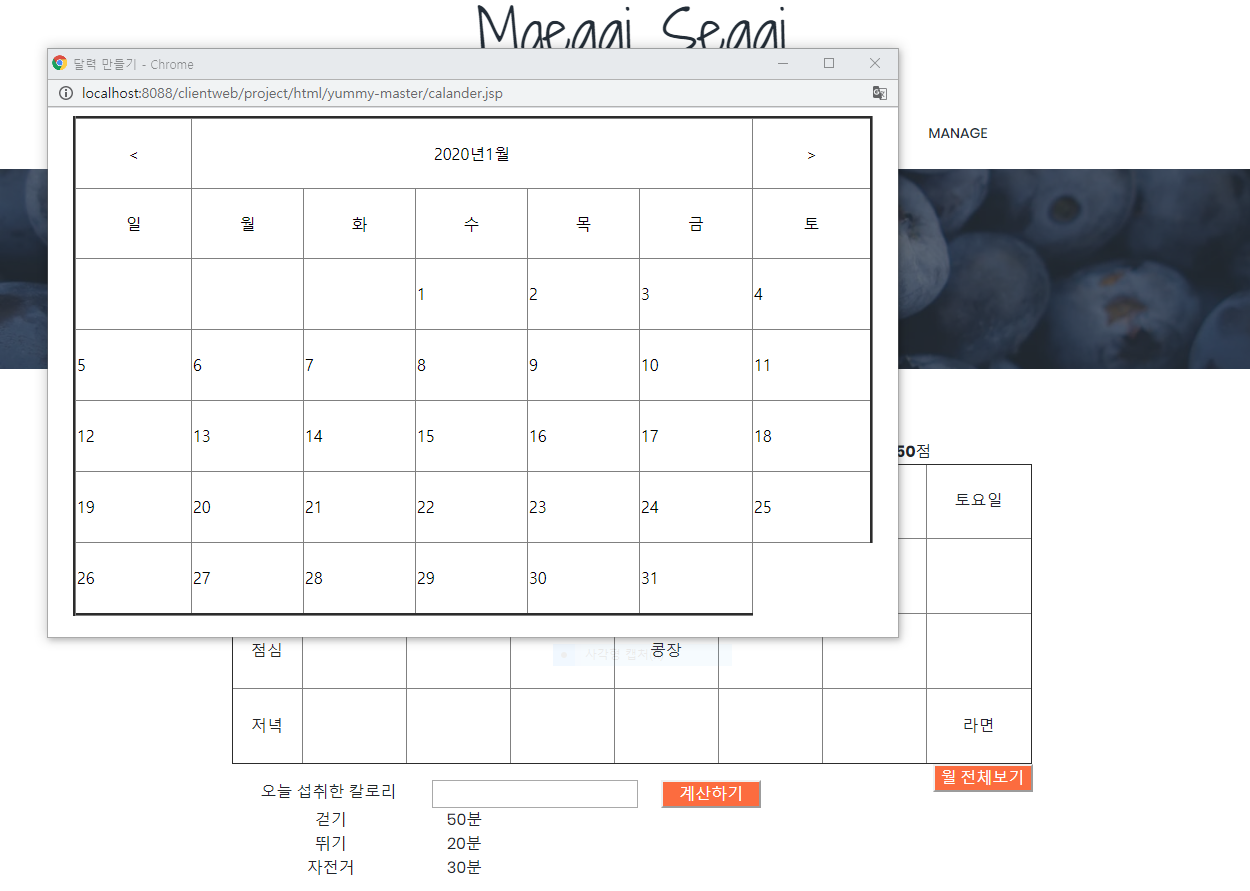 Maeggi Seggi
달력 만들기 - Chrome
localhost:8088/clientweb/project/html/yummy-master/calander.jsp
MANAGE
< 2020년1월 >
일 월 화 수 목 금 토
1 2 3 4
5 6 7 8 9 10 11
12 13 14 15 16 17 18
19 20 21 22 23 24 25
26 27 28 29 30 31
50점
토요일
점심 콩장
저녁 라면
월 전체보기
오늘 섭취한 칼로리 계산하기
걷기 50분
뛰기 20분
자전거 30분